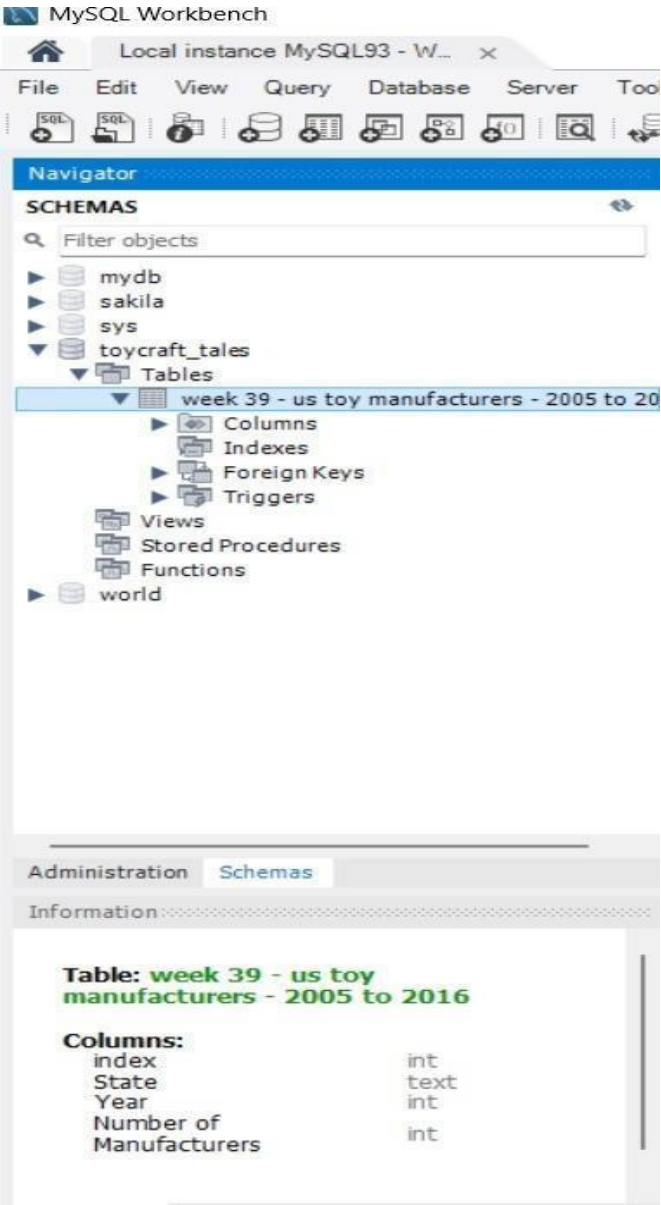 MySQL Workbench
Local instance MySQL93 - W...
File Edit View Query Database Server Tool
Navigator
SCHEMAS
Filter objects
mydb
sakila
sys
toycraft_tales
Tables
week 39 - us toy manufacturers - 2005 to 20
Columns
Indexes
Foreign Keys
Triggers
Views
Stored Procedures
Functions
world
Administration Schemas
Information
Table: week 39 - us toy
manufacturers - 2005 to 2016
Columns:
index int
State text
Year int
Number of
Manufacturers int